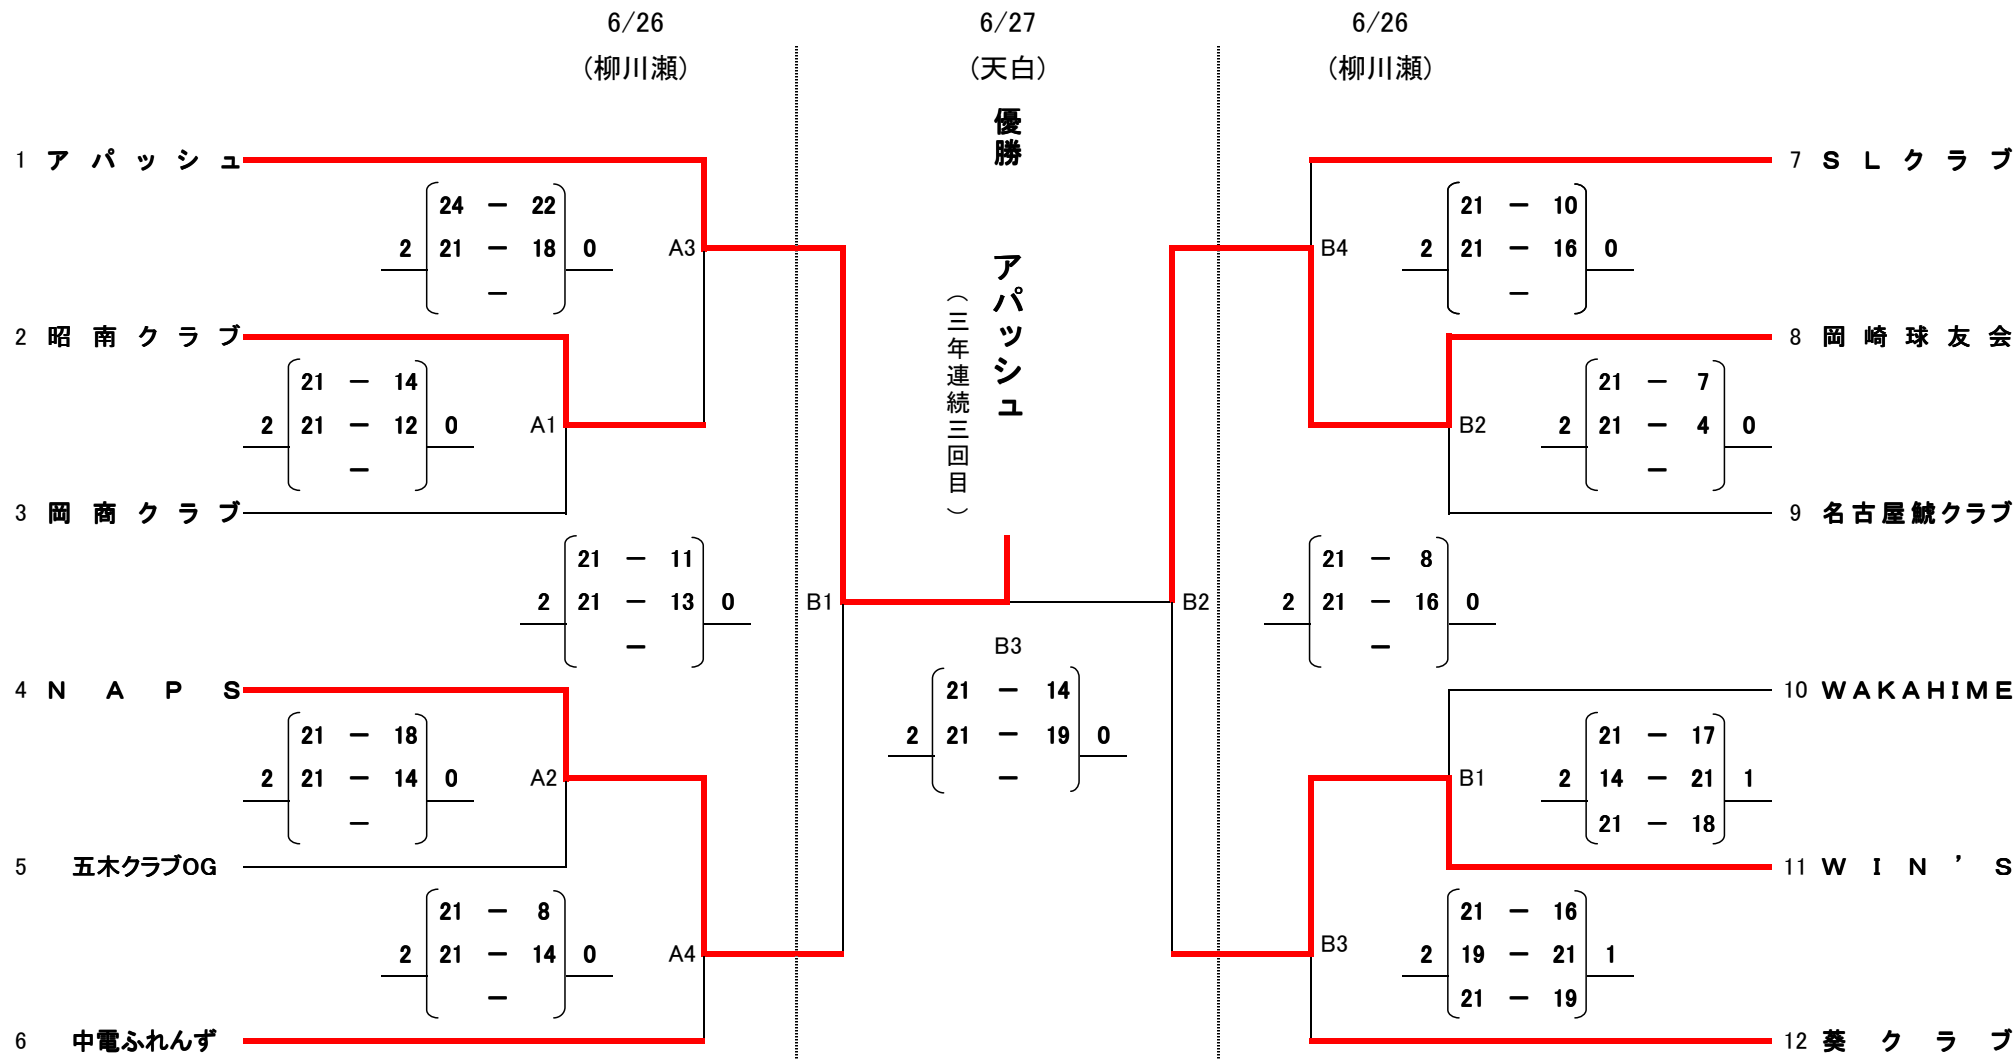 6/26
6/27
6/26
(柳川瀬)
(天白)
(柳川瀬)
優勝 アパッシュ
(三年連続三回目)
1 アパッシュ
24 - 22
2 21 - 18 0
-
A3
2 昭南クラブ
21 - 14
2 21 - 12 0
-
A1
3 岡商クラブ
21 - 11
2 21 - 13 0
-
B1
4 NAPS
21 - 18
2 21 - 14 0
-
A2
5 五木クラブOG
21 - 8
2 21 - 14 0
-
A4
6 中電ふれんず
B3
21 - 14
2 21 - 19 0
-
7 SLクラブ
B4
21 - 10
2 21 - 16 0
-
8 岡崎球友会
B2
21 - 7
2 21 - 4 0
-
9 名古屋鯱クラブ
B2
21 - 8
2 21 - 16 0
-
10 WAKAHIME
B1
21 - 17
2 14 - 21 1
21 - 18
11 WIN'S
B3
21 - 16
2 19 - 21 1
21 - 19
12 葵クラブ